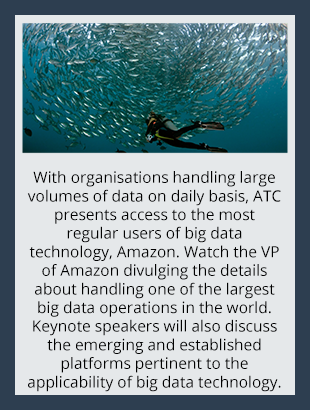 With organisations handling large
volumes of data on daily basis, ATC
presents access to the most
regular users of big data
technology, Amazon. Watch the VP
of Amazon divulging the details
about handling one of the largest
big data operations in the world.
Keynote speakers will also discuss
the emerging and established
platforms pertinent to the
applicability of big data technology.